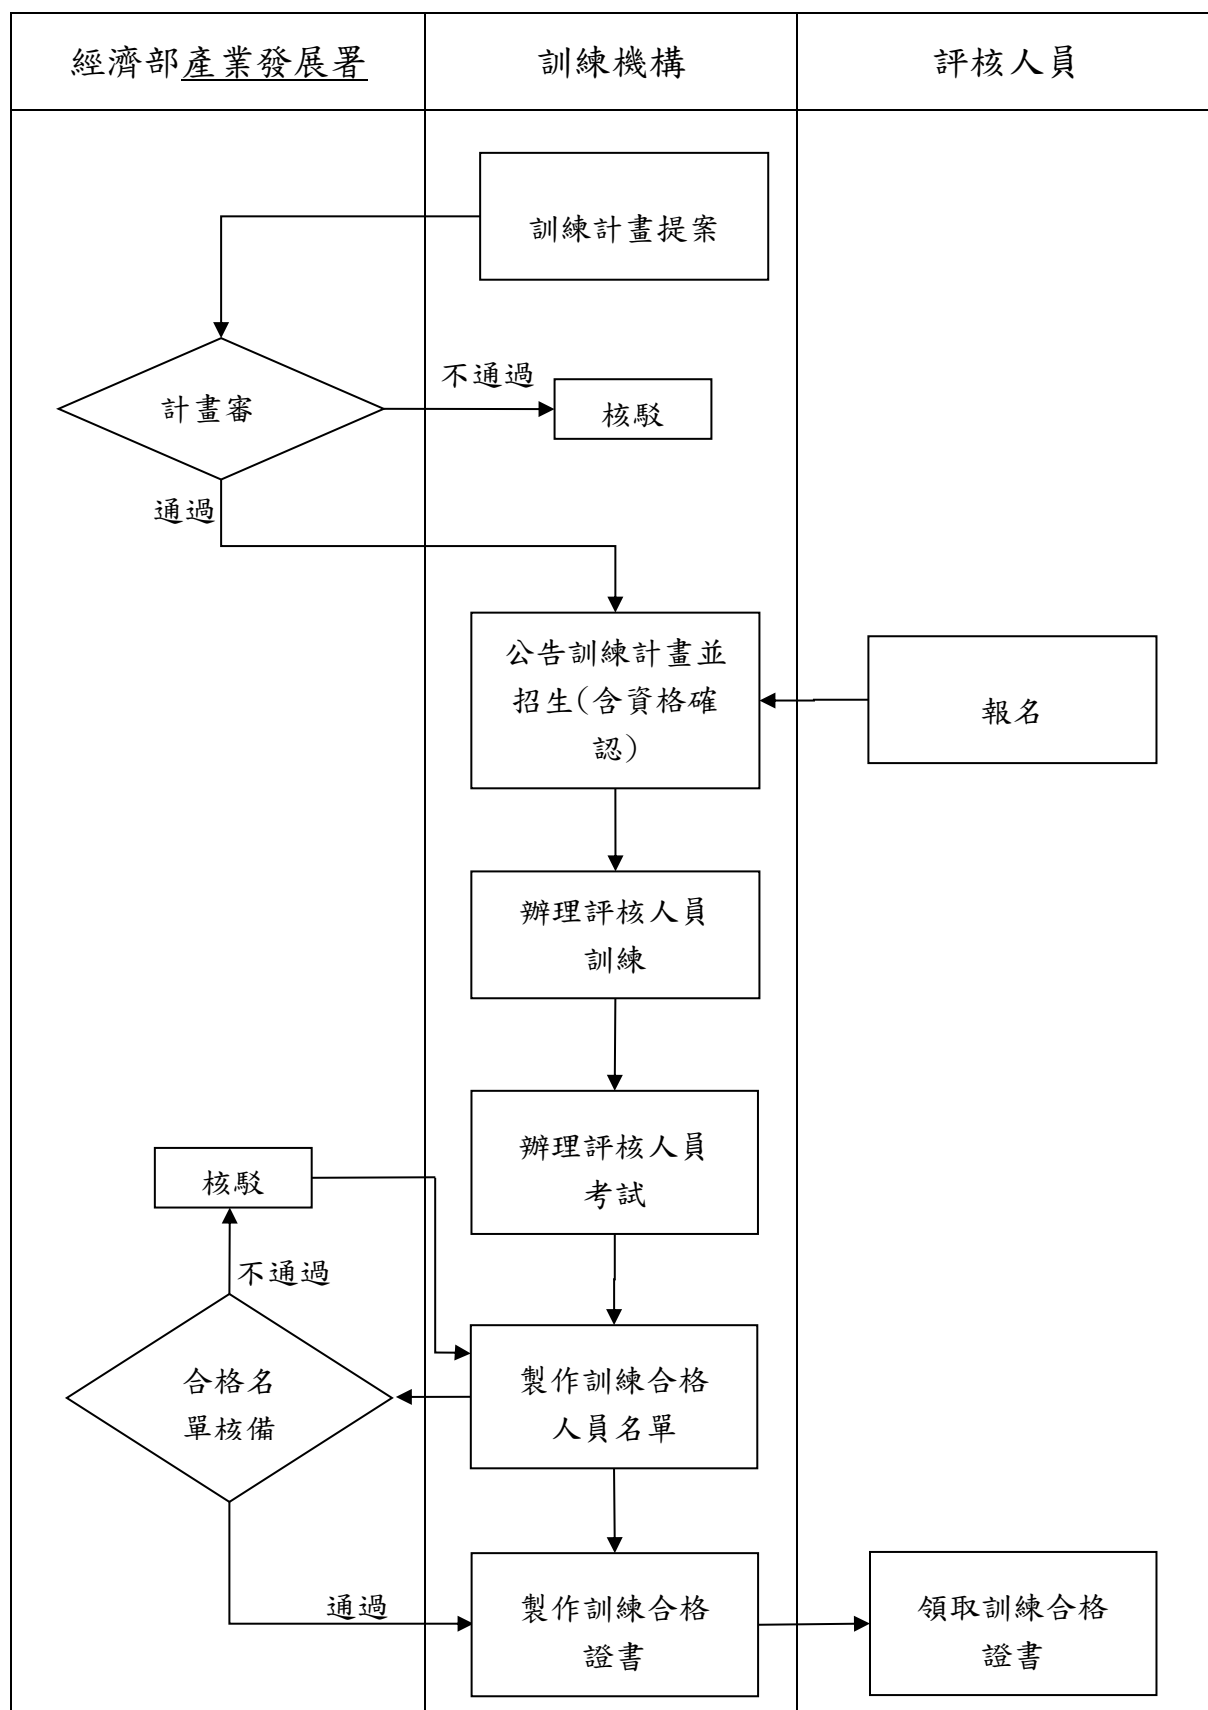 經濟部產業發展署
訓練機構
評核人員
訓練計畫提案
計畫審
不通過
核駁
通過
公告訓練計畫並
招生(含資格確
認)
報名
辦理評核人員
訓練
辦理評核人員
考試
核駁
不通過
合格名
單核備
製作訓練合格
人員名單
通過
製作訓練合格
證書
領取訓練合格
證書